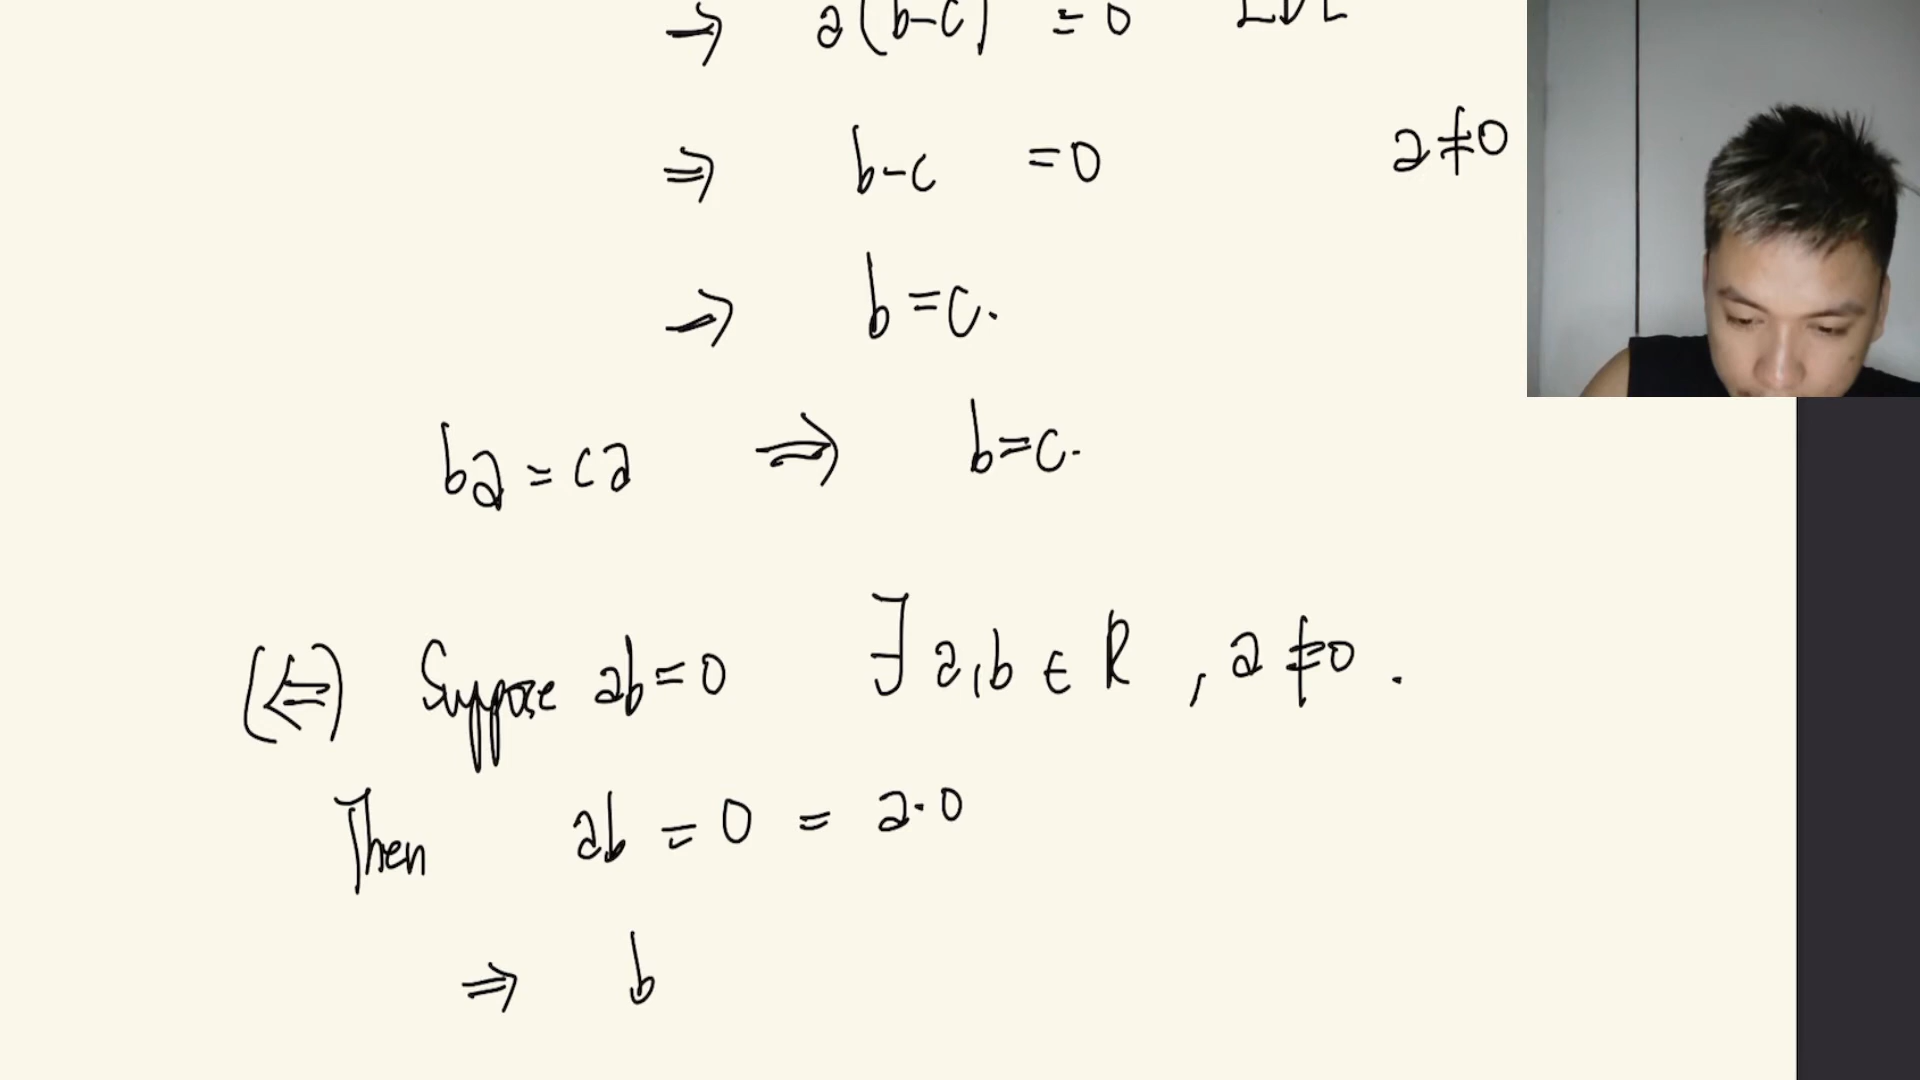 → a(b-c) = 0
⇒ b-c = 0 a≠0
⇒ b=c.
ba = ca ⇒ b=c.
(⇐) Suppose ab=0 ∃ a,b ∈ R , a≠0 .
Then ab = 0 = a·0
⇒ b